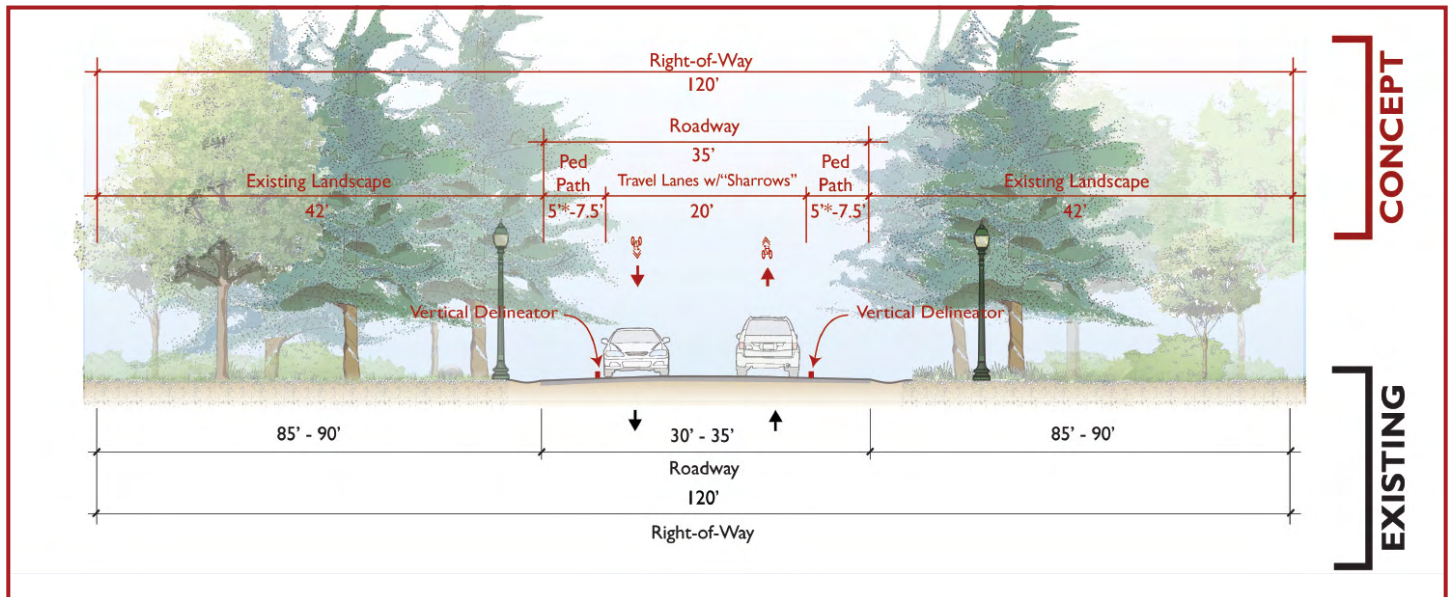 Right-of-Way
120’
Roadway
35’
Ped
Path
5’*-7.5’
Travel Lanes w/“Sharrows”
20’
Ped
Path
5’*-7.5’
Existing Landscape
42’
Existing Landscape
42’
Vertical Delineator
Vertical Delineator
CONCEPT
85’ - 90’
30’ - 35’
85’ - 90’
Roadway
120’
Right-of-Way
EXISTING